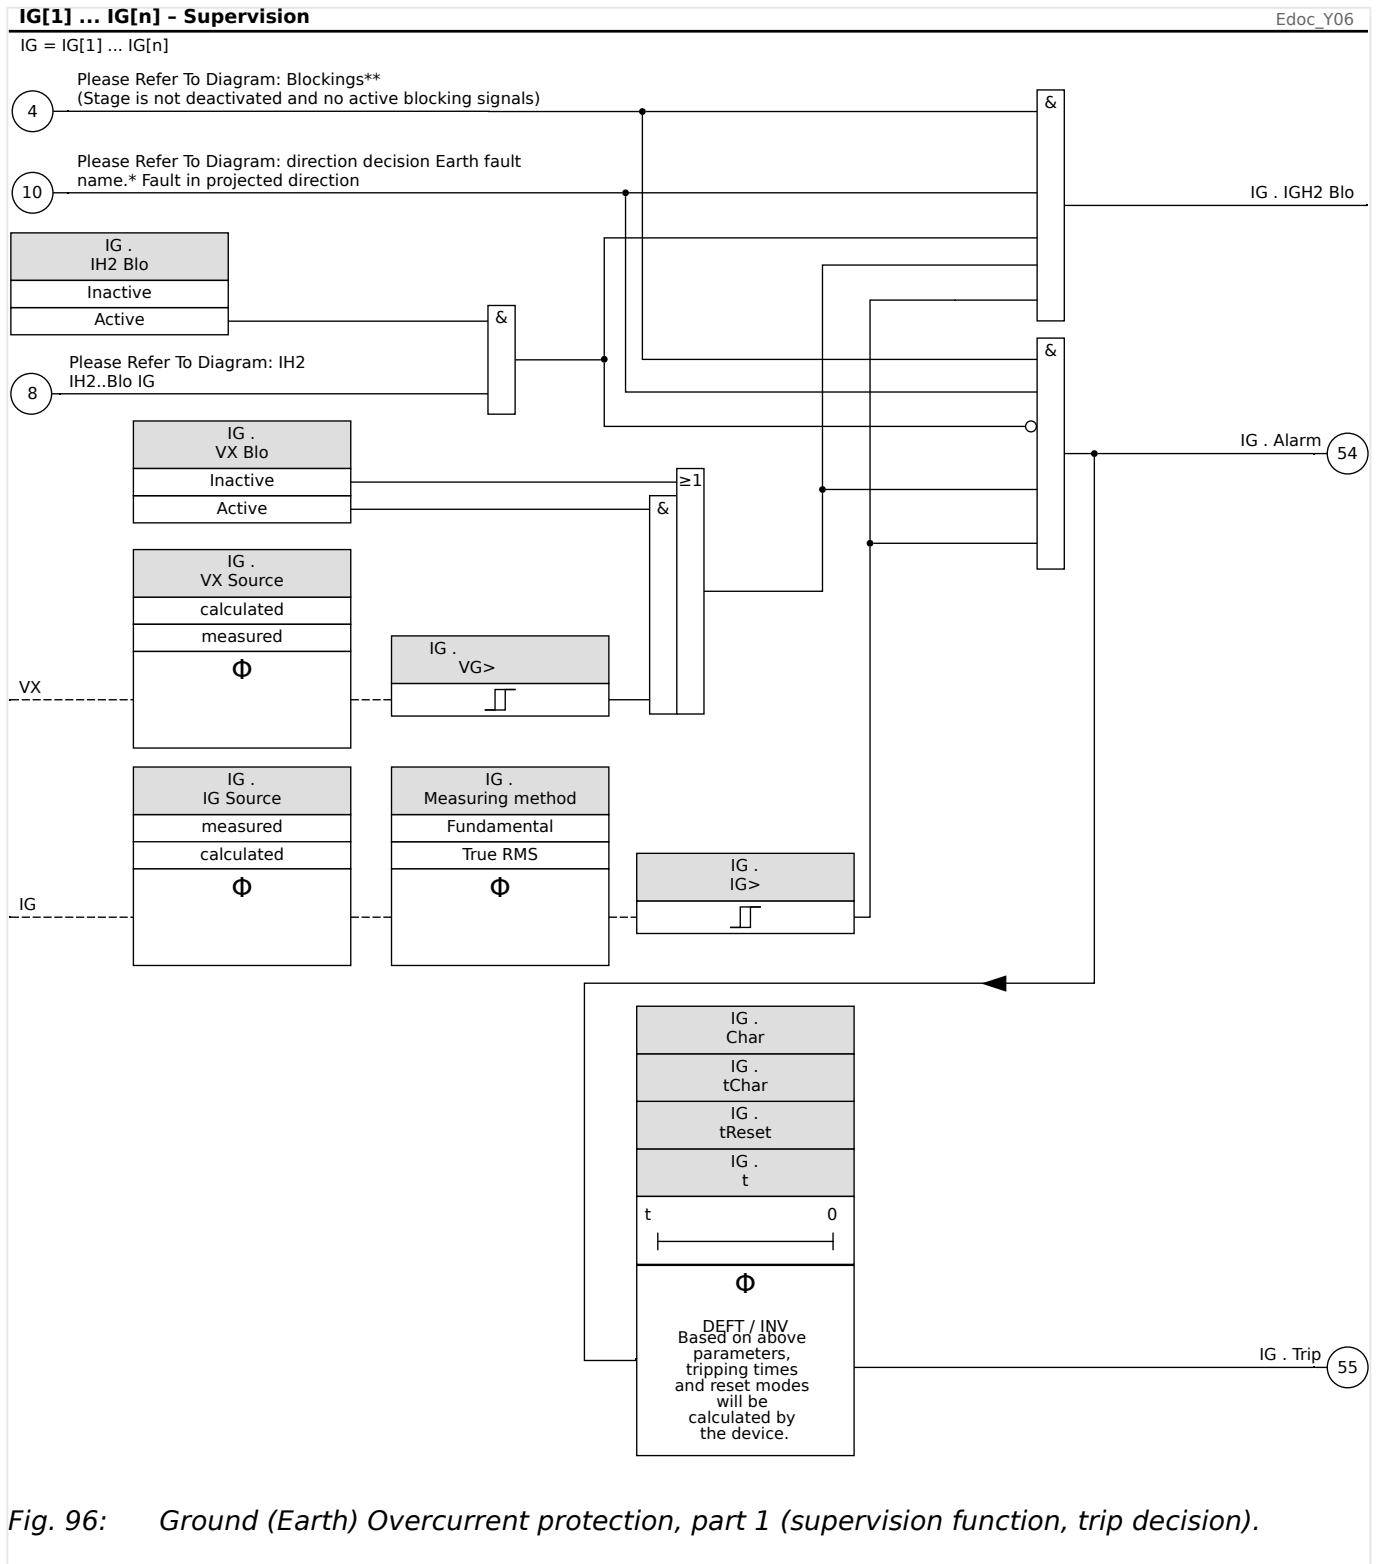 IG[1] ... IG[n] – Supervision
Edoc_Y06
IG = IG[1] ... IG[n]
Please Refer To Diagram: Blockings**
(Stage is not deactivated and no active blocking signals)
4
&
Please Refer To Diagram: direction decision Earth fault
name.* Fault in projected direction
10
IG . IGH2 Blo
IG .
IH2 Blo
Inactive
Active
&
&
Please Refer To Diagram: IH2
IH2..Blo IG
8
IG .
VX Blo
Inactive
Active
≥1
&
IG . Alarm
54
IG .
VX Source
calculated
measured
Φ
VX
IG .
VG>
IG .
IG Source
measured
calculated
Φ
IG
IG .
Measuring method
Fundamental
True RMS
Φ
IG .
IG>
IG .
Char
IG .
tChar
IG .
tReset
IG .
t
t 0
Φ
DEFT / INV
Based on above
parameters,
tripping times
and reset modes
will be
calculated by
the device.
IG . Trip
55
Fig. 96: Ground (Earth) Overcurrent protection, part 1 (supervision function, trip decision).